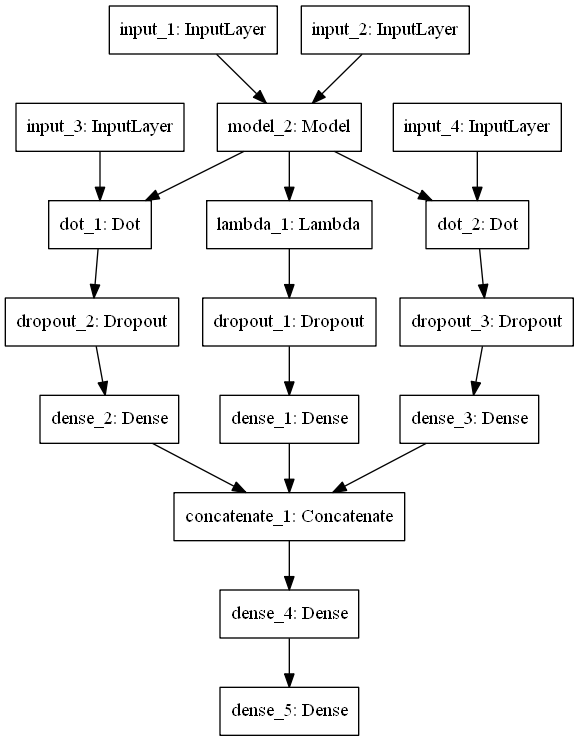 input_1: InputLayer
input_2: InputLayer
input_3: InputLayer
model_2: Model
input_4: InputLayer
dot_1: Dot
lambda_1: Lambda
dot_2: Dot
dropout_2: Dropout
dropout_1: Dropout
dropout_3: Dropout
dense_2: Dense
dense_1: Dense
dense_3: Dense
concatenate_1: Concatenate
dense_4: Dense
dense_5: Dense